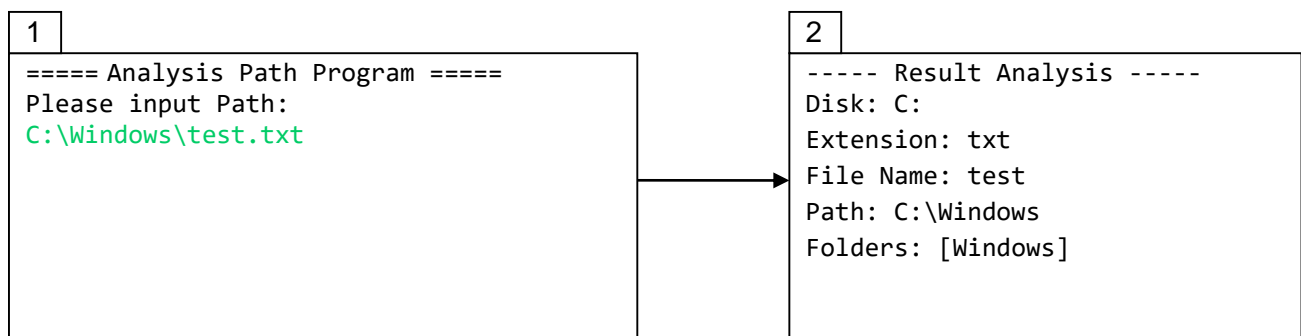 1
===== Analysis Path Program =====
Please input Path:
C:\Windows\test.txt
2
----- Result Analysis -----
Disk: C:
Extension: txt
File Name: test
Path: C:\Windows
Folders: [Windows]